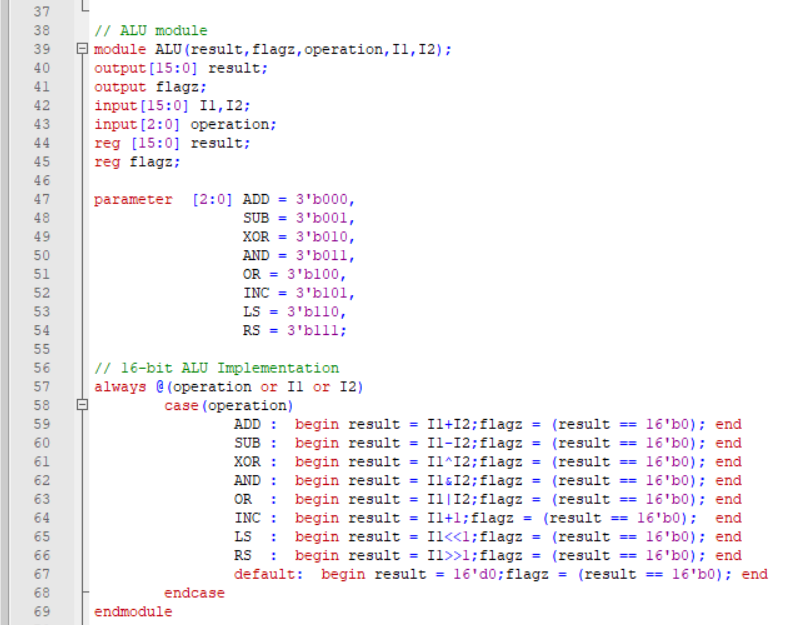 37
38 // ALU module
39 module ALU(result,flagz,operation,I1,I2);
40 output[15:0] result;
41 output flagz;
42 input[15:0] I1,I2;
43 input[2:0] operation;
44 reg [15:0] result;
45 reg flagz;
46
47 parameter  [2:0] ADD = 3'b000,
48 SUB = 3'b001,
49 XOR = 3'b010,
50 AND = 3'b011,
51 OR = 3'b100,
52 INC = 3'b101,
53 LS = 3'b110,
54 RS = 3'b111;
55
56 // 16-bit ALU Implementation
57 always @(operation or I1 or I2)
58 case(operation)
59 ADD :  begin result = I1+I2;flagz = (result == 16'b0); end
60 SUB :  begin result = I1-I2;flagz = (result == 16'b0); end
61 XOR :  begin result = I1^I2;flagz = (result == 16'b0); end
62 AND :  begin result = I1&I2;flagz = (result == 16'b0); end
63 OR  :  begin result = I1|I2;flagz = (result == 16'b0); end
64 INC :  begin result = I1+1;flagz = (result == 16'b0);  end
65 LS  :  begin result = I1<<1;flagz = (result == 16'b0); end
66 RS  :  begin result = I1>>1;flagz = (result == 16'b0); end
67 default:  begin result = 16'd0;flagz = (result == 16'b0); end
68 endcase
69 endmodule